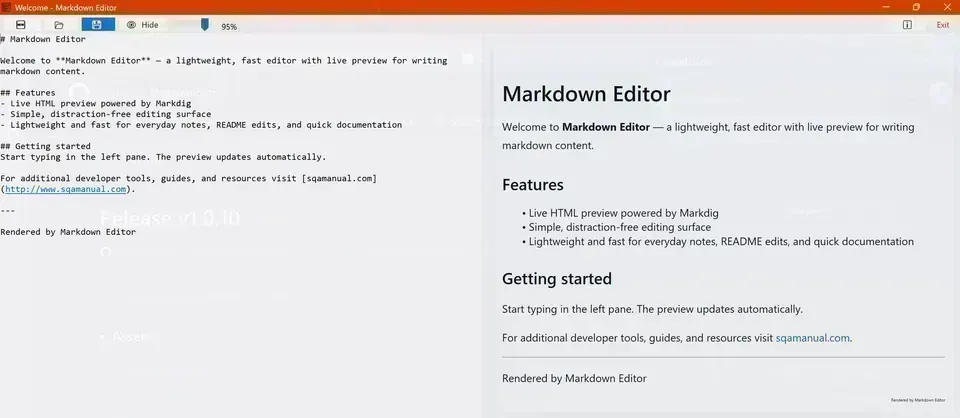 Welcome - Markdown Editor
Hide
95%
Exit
# Markdown Editor
Welcome to **Markdown Editor** — a lightweight, fast editor with live preview for writing
markdown content.
## Features
- Live HTML preview powered by Markdig
- Simple, distraction-free editing surface
- Lightweight and fast for everyday notes, README edits, and quick documentation
## Getting started
Start typing in the left pane. The preview updates automatically.
For additional developer tools, guides, and resources visit [sqamanual.com]
(http://www.sqamanual.com).
---
Rendered by Markdown Editor
Release v1.0.10
Assets
Markdown Editor
Welcome to Markdown Editor — a lightweight, fast editor with live preview for writing
markdown content.
Features
• Live HTML preview powered by Markdig
• Simple, distraction-free editing surface
• Lightweight and fast for everyday notes, README edits, and quick documentation
Getting started
Start typing in the left pane. The preview updates automatically.
For additional developer tools, guides, and resources visit sqamanual.com.
Rendered by Markdown Editor
Rendered by Markdown Editor